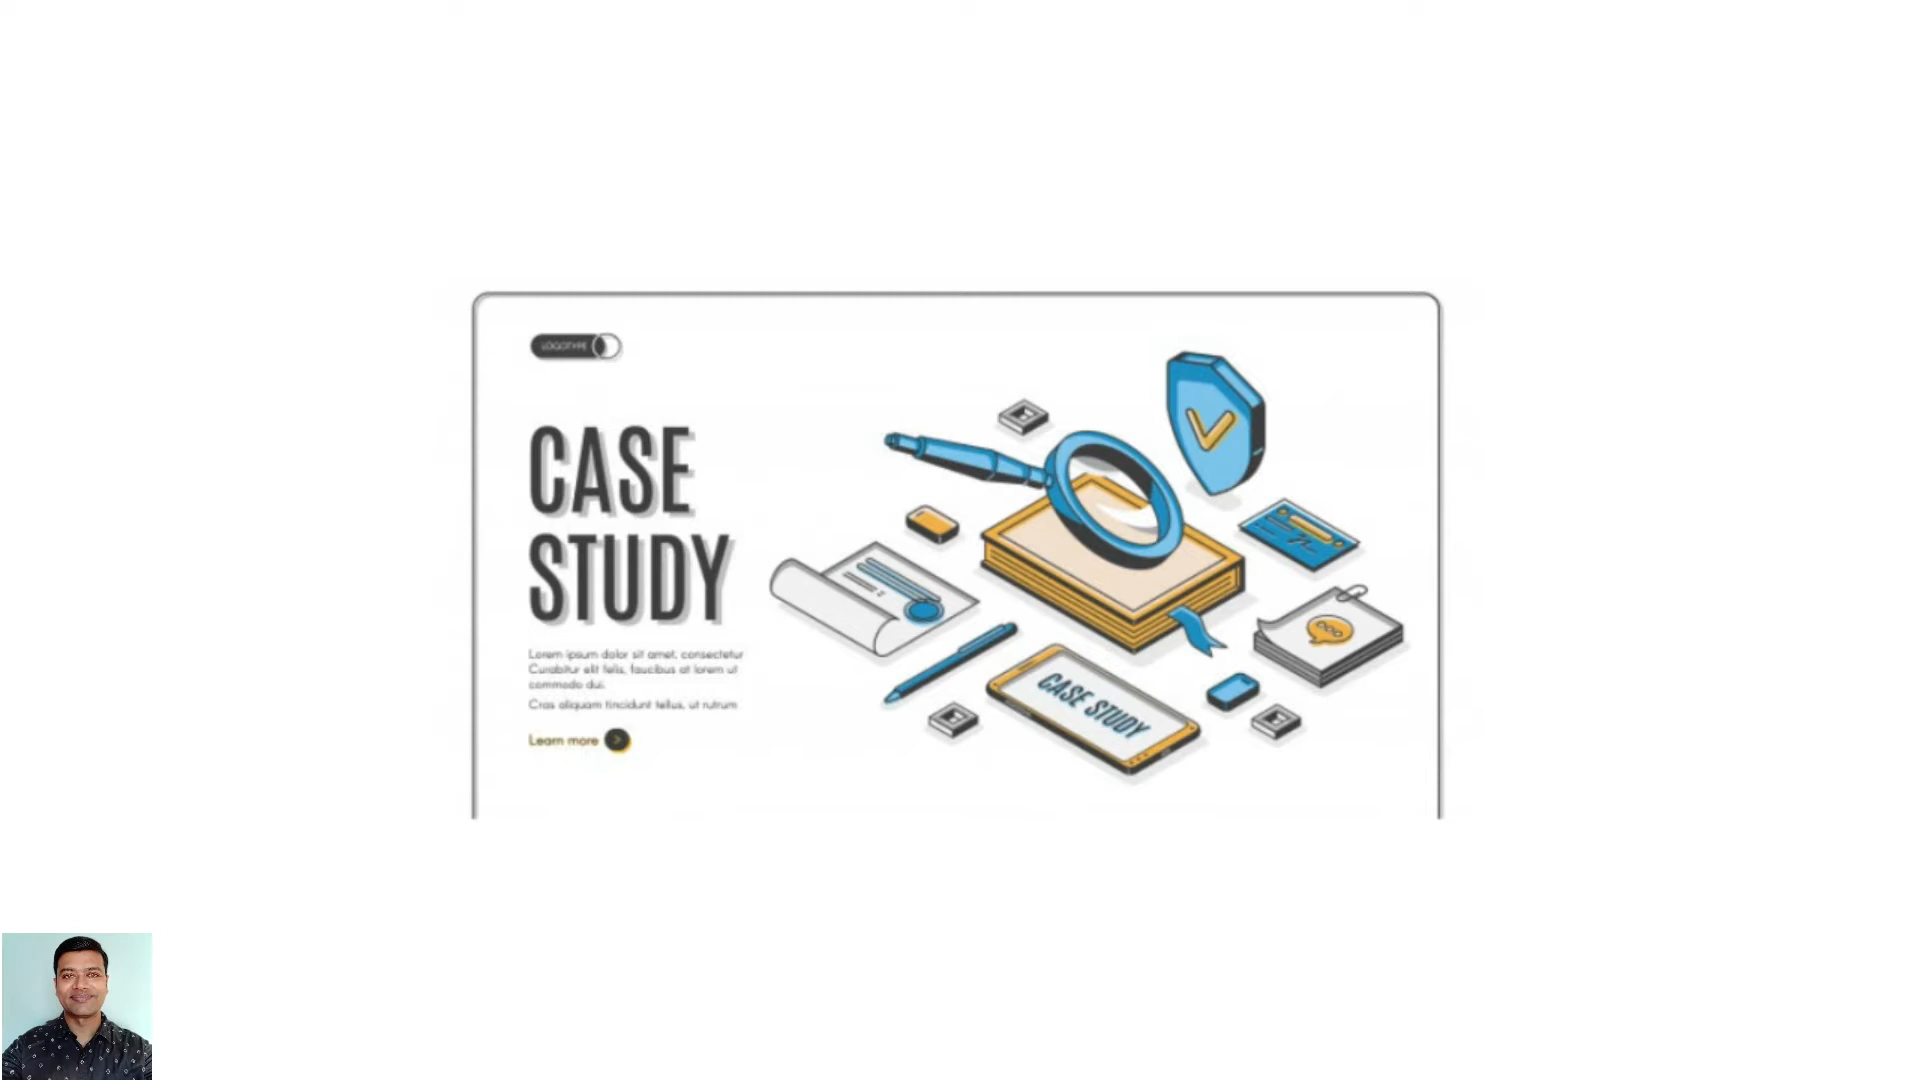 LOGOTYPE
CASE
STUDY
Lorem ipsum dolor sit amet, consectetur
Curabitur elit felis, faucibus at lorem ut
commodo dui.
Cras aliquam tincidunt tellus, ut rutrum
Learn more
CASE STUDY